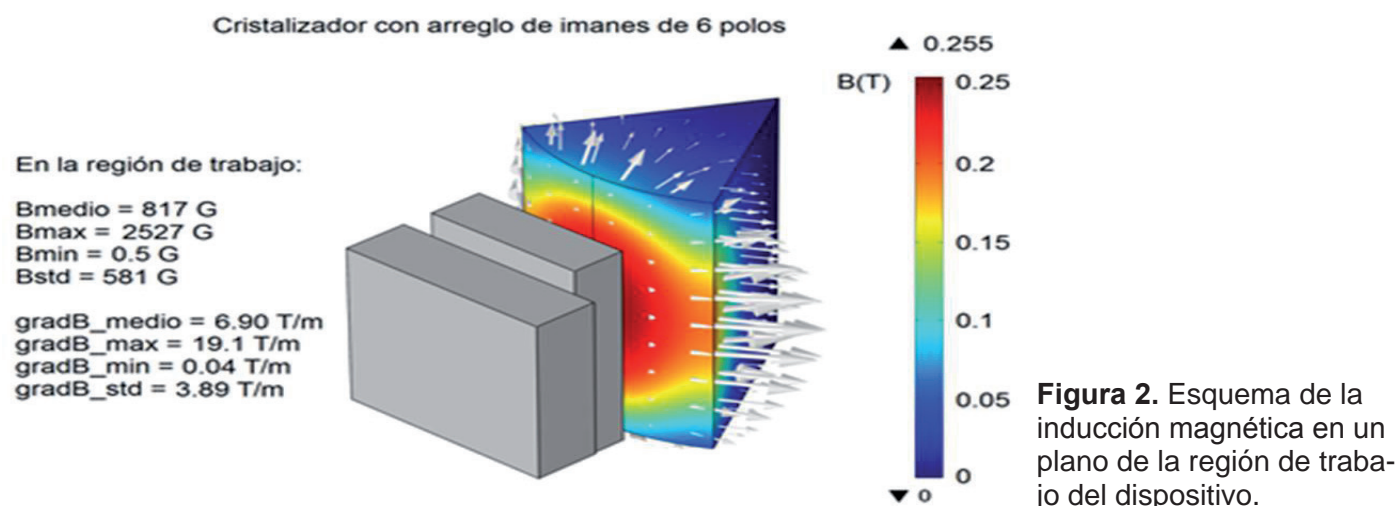 Cristalizador con arreglo de imanes de 6 polos
En la región de trabajo:
Bmedio = 817 G
Bmax = 2527 G
Bmin = 0.5 G
Bstd = 581 G
gradB_medio = 6.90 T/m
gradB_max = 19.1 T/m
gradB_min = 0.04 T/m
gradB_std = 3.89 T/m
▲ 0.255
B(T)
0.25
0.2
0.15
0.1
0.05
0
▼ 0
Figura 2. Esquema de la
inducción magnética en un
plano de la región de traba-
jo del dispositivo.